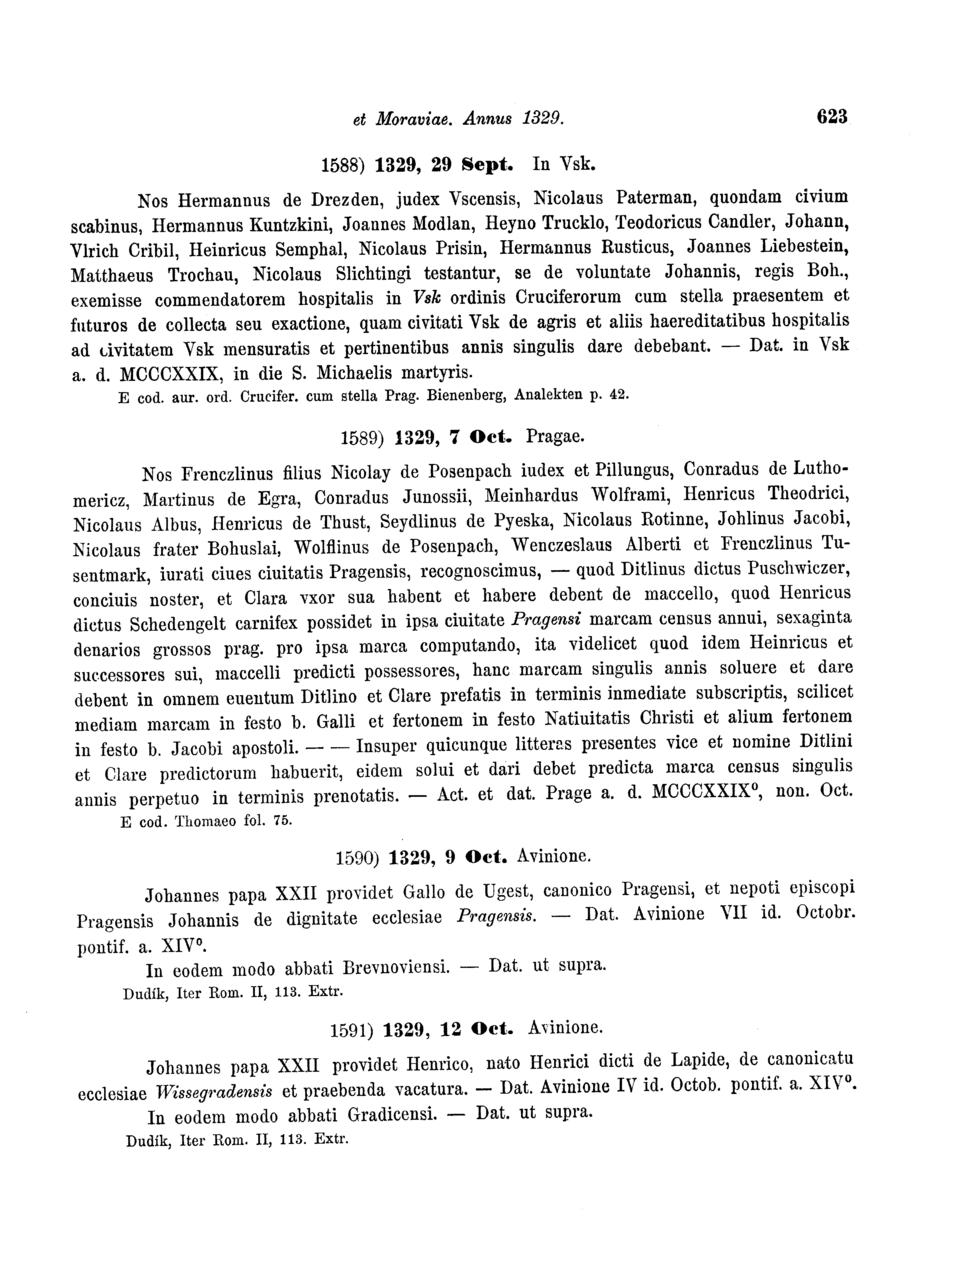 et Moraviae. Annus 1329. 623
1588) 1329, 29 Sept. In Vsk.
Nos Hermannus de Drezden, judex Vscensis, Nicolaus Paterman, quondam civium
scabinus, Hermannus Kuntzkini, Joannes Modlan, Heyno Trucklo, Teodoricus Candler, Johann,
Vlrich Cribil, Heinricus Semphal, Nicolaus Prisin, Hermannus Rusticus, Joannes Liebestein,
Matthaeus Trochau, Nicolaus Slichtingi testantur, se de voluntate Johannis, regis Boh.,
exemisse commendatorem hospitalis in Vsk ordinis Cruciferorum cum stella praesentem et
futuros de collecta seu exactione, quam civitati Vsk de agris et aliis haereditatibus hospitalis
ad civitatem Vsk mensuratis et pertinentibus annis singulis dare debebant. — Dat. in Vsk
a. d. MCCCXXIX, in die S. Michaelis martyris.
E cod. aur. ord. Crucifer. cum stella Prag. Bienenberg, Analekten p. 42.
1589) 1329, 7 Oct. Pragae.
Nos Frenczlinus filius Nicolay de Posenpach iudex et Pillungus, Conradus de Lutho-
mericz, Martinus de Egra, Conradus Junossii, Meinhardus Wolframi, Henricus Theodrici,
Nicolaus Albus, Henricus de Thust, Seydlinus de Pyeska, Nicolaus Rotinne, Johlinus Jacobi,
Nicolaus frater Bohuslai, Wolflinus de Posenpach, Wenczeslaus Alberti et Frenczlinus Tu-
sentmark, iurati ciues ciuitatis Pragensis, recognoscimus, — quod Ditlinus dictus Puschwiczer,
conciuis noster, et Clara vxor sua habent et habere debent de maccello, quod Henricus
dictus Schedengelt carnifex possidet in ipsa ciuitate Pragensi marcam census annui, sexaginta
denarios grossos prag. pro ipsa marca computando, ita videlicet quod idem Heinricus et
successores sui, maccelli predicti possessores, hanc marcam singulis annis soluere et dare
debent in omnem euentum Ditlino et Clare prefatis in terminis inmediate subscriptis, scilicet
mediam marcam in festo b. Galli et fertonem in festo Natiuitatis Christi et alium fertonem
in festo b. Jacobi apostoli. — — Insuper quicunque litteras presentes vice et nomine Ditlini
et Clare predictorum habuerit, eidem solui et dari debet predicta marca census singulis
annis perpetuo in terminis prenotatis. — Act. et dat. Prage a. d. MCCCXXIX⁰, non. Oct.
E cod. Thomaeo fol. 75.
1590) 1329, 9 Oct. Avinione.
Johannes papa XXII providet Gallo de Ugest, canonico Pragensi, et nepoti episcopi
Pragensis Johannis de dignitate ecclesiae Pragensis. — Dat. Avinione VII id. Octobr.
pontif. a. XIV⁰.
In eodem modo abbati Brevnoviensi. — Dat. ut supra.
Dudík, Iter Rom. II, 113. Extr.
1591) 1329, 12 Oct. Avinione.
Johannes papa XXII providet Henrico, nato Henrici dicti de Lapide, de canonicatu
ecclesiae Wissegradensis et praebenda vacatura. — Dat. Avinione IV id. Octob. pontif. a. XIV⁰.
In eodem modo abbati Gradicensi. — Dat. ut supra.
Dudík, Iter Rom. II, 113. Extr.